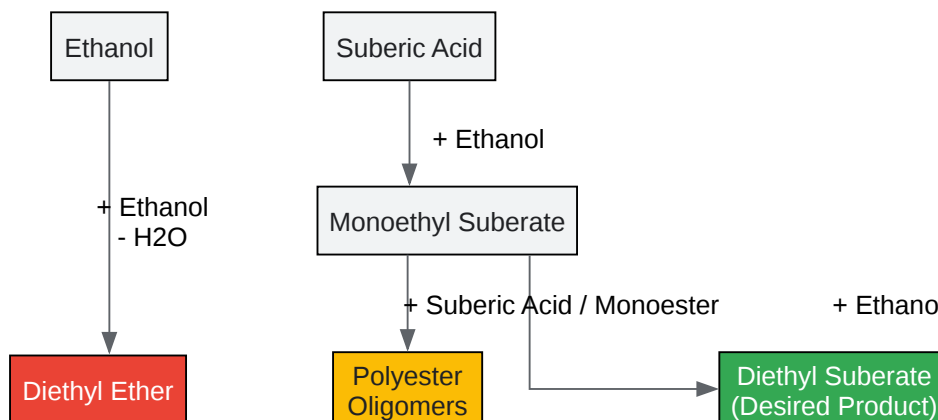 Ethanol
Suberic Acid
+ Ethanol
Monoethyl Suberate
+ Ethanol
- H2O
+ Suberic Acid / Monoester
+ Ethano
Diethyl Ether
Polyester
Oligomers
Diethyl Suberate
(Desired Product)